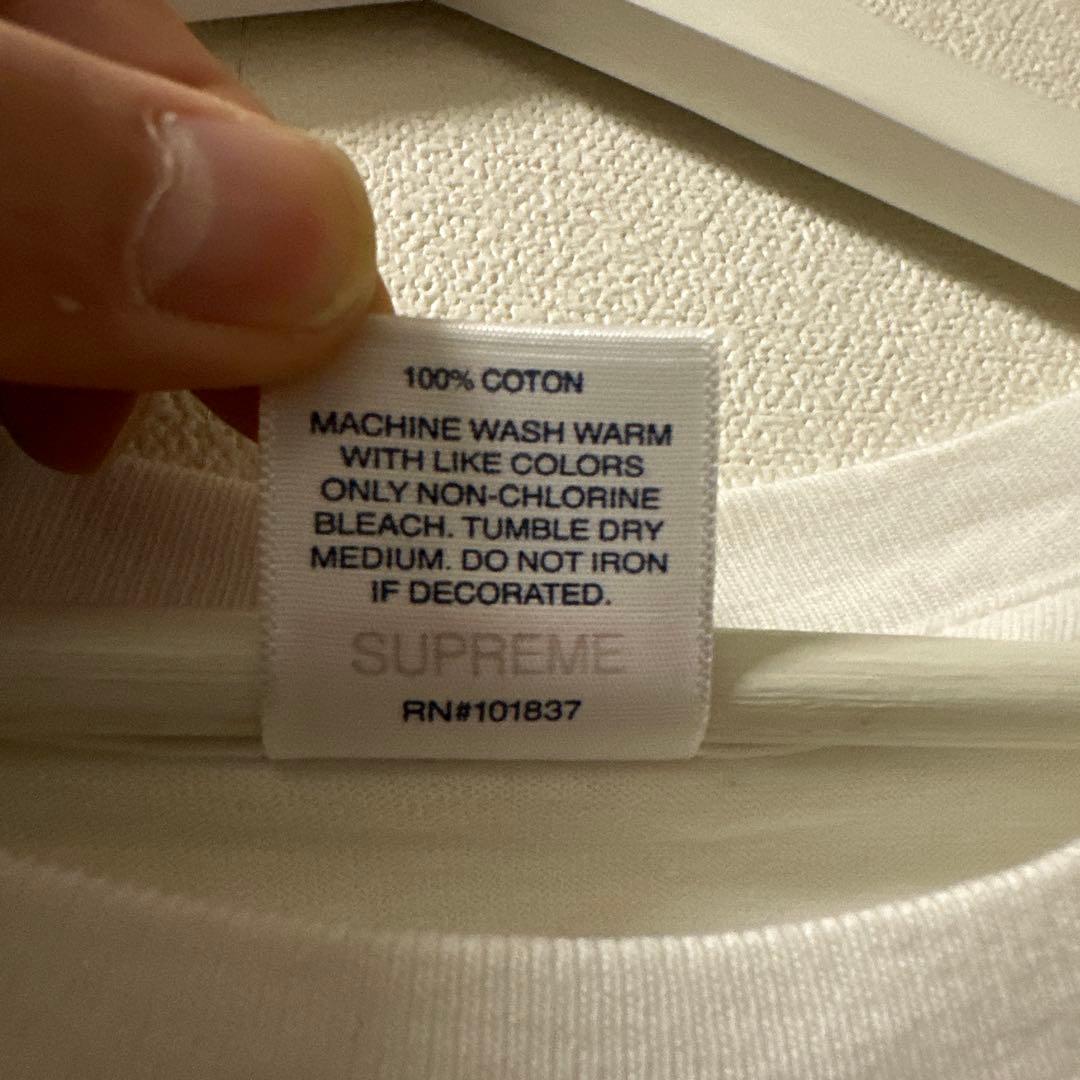 100% COTON
MACHINE WASH WARM
WITH LIKE COLORS
ONLY NON-CHLORINE
BLEACH. TUMBLE DRY
MEDIUM. DO NOT IRON
IF DECORATED.
SUPREME
RN#101837